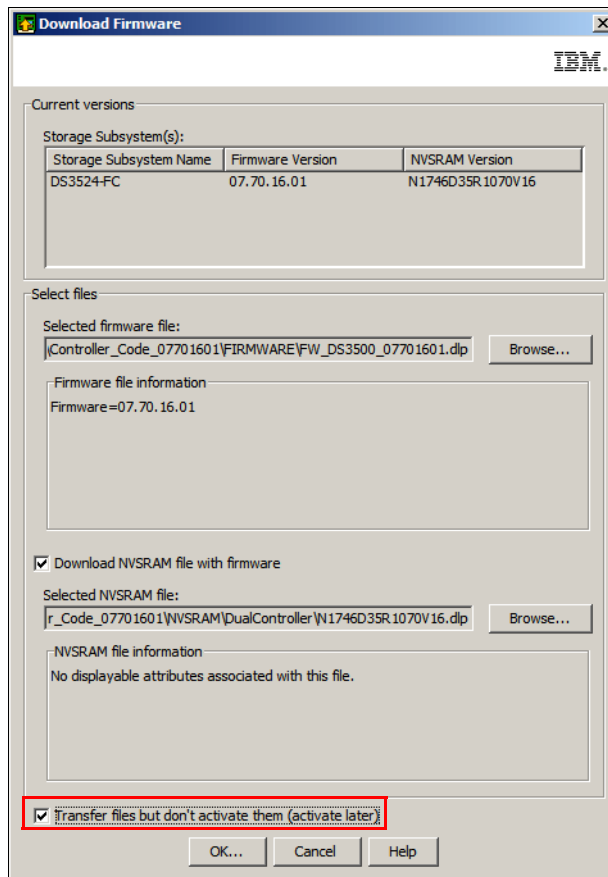 Download Firmware
IBM.
Current versions
Storage Subsystem(s):
Storage Subsystem Name Firmware Version NVSRAM Version
DS3524-FC 07.70.16.01 N1746D35R1070V16
Select files
Selected firmware file:
\Controller_Code_07701601\FIRMWARE\FW_DS3500_07701601.dlp Browse...
Firmware file information
Firmware=07.70.16.01
Download NVSRAM file with firmware
Selected NVSRAM file:
r_Code_07701601\NVSRAM\DualController\N1746D35R1070V16.dlp Browse...
NVSRAM file information
No displayable attributes associated with this file.
Transfer files but don't activate them (activate later)
OK... Cancel Help